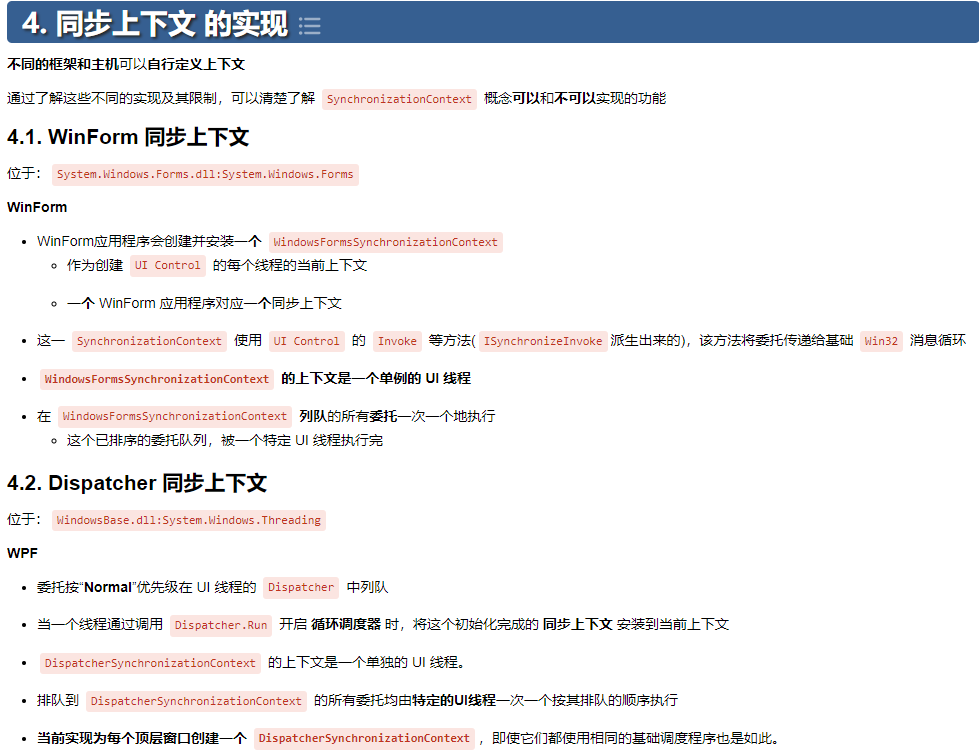 4. 同步上下文 的实现
不同的框架和主机可以自行定义上下文
通过了解这些不同的实现及其限制，可以清楚了解 SynchronizationContext 概念可以和不可以实现的功能
4.1. WinForm 同步上下文
位于： System.Windows.Forms.dll:System.Windows.Forms
WinForm
WinForm应用程序会创建并安装一个 WindowsFormsSynchronizationContext
作为创建 UI Control 的每个线程的当前上下文
一个 WinForm 应用程序对应一个同步上下文
这一 SynchronizationContext 使用 UI Control 的 Invoke 等方法( ISynchronizeInvoke 派生出来的)，该方法将委托传递给基础 Win32 消息循环
WindowsFormsSynchronizationContext 的上下文是一个单例的 UI 线程
在 WindowsFormsSynchronizationContext 列队的所有委托一次一个地执行
这个已排序的委托队列，被一个特定 UI 线程执行完
4.2. Dispatcher 同步上下文
位于： WindowsBase.dll:System.Windows.Threading
WPF
委托按“Normal”优先级在 UI 线程的 Dispatcher 中列队
当一个线程通过调用 Dispatcher.Run 开启 循环调度器 时，将这个初始化完成的 同步上下文 安装到当前上下文
DispatcherSynchronizationContext 的上下文是一个单独的 UI 线程。
排队到 DispatcherSynchronizationContext 的所有委托均由特定的UI线程一次一个按其排队的顺序执行
当前实现为每个顶层窗口创建一个 DispatcherSynchronizationContext ，即使它们都使用相同的基础调度程序也是如此。